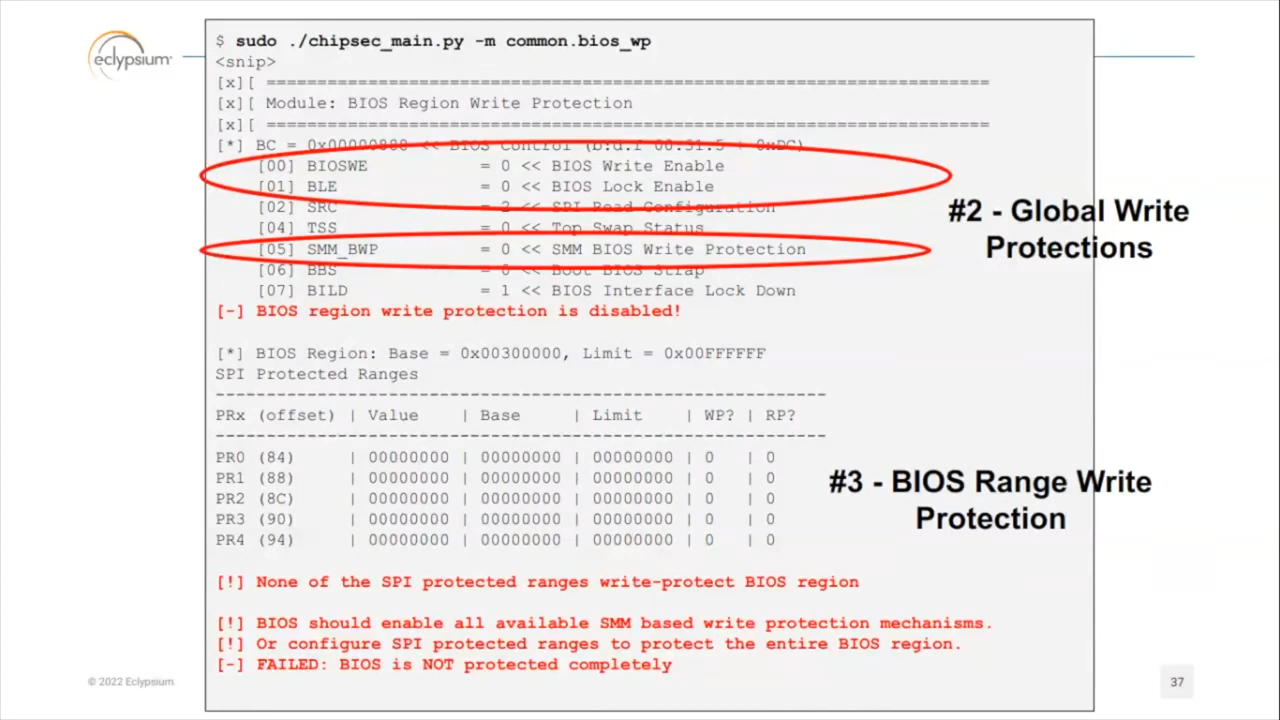 eclypsium
$ sudo ./chipsec_main.py -m common.bios_wp
<snip>
[x][ =======================================================================
[x][ Module: BIOS Region Write Protection
[x][ =======================================================================
[*] BC = 0x00000888 << BIOS Control (b:d.f 00:31.5 + 0xDC)
[00] BIOSWE = 0 << BIOS Write Enable
[01] BLE = 0 << BIOS Lock Enable
[02] SRC = 2 << SPI Read Configuration
[04] TSS = 0 << Top Swap Status
[05] SMM_BWP = 0 << SMM BIOS Write Protection
[06] BBS = 0 << Boot BIOS Strap
[07] BILD = 1 << BIOS Interface Lock Down
[-] BIOS region write protection is disabled!
#2 - Global Write
Protections
[*] BIOS Region: Base = 0x00300000, Limit = 0x00FFFFFF
SPI Protected Ranges
------------------------------------------------------------
PRx (offset) | Value | Base | Limit | WP? | RP?
------------------------------------------------------------
PR0 (84) | 00000000 | 00000000 | 00000000 | 0 | 0
PR1 (88) | 00000000 | 00000000 | 00000000 | 0 | 0
PR2 (8C) | 00000000 | 00000000 | 00000000 | 0 | 0
PR3 (90) | 00000000 | 00000000 | 00000000 | 0 | 0
PR4 (94) | 00000000 | 00000000 | 00000000 | 0 | 0
#3 - BIOS Range Write
Protection
[!] None of the SPI protected ranges write-protect BIOS region
[!] BIOS should enable all available SMM based write protection mechanisms.
[!] Or configure SPI protected ranges to protect the entire BIOS region.
[-] FAILED: BIOS is NOT protected completely
© 2022 Eclypsium
37